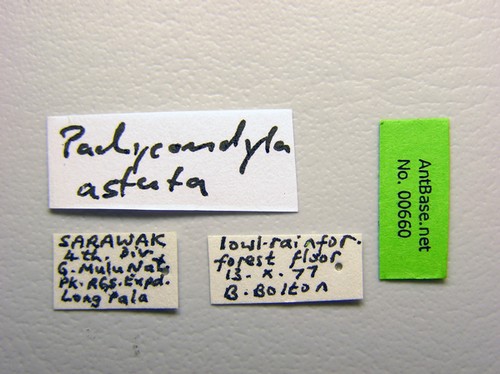 Pachycondyla
astuta
SARAWAK
4th. Div.
G. Mulu Nat.
Pk. RGS. Expd.
Long Pala
lowl-rainfor.
forest floor
13. X. 77
B. Bolton
AntBase.net
No. 00660